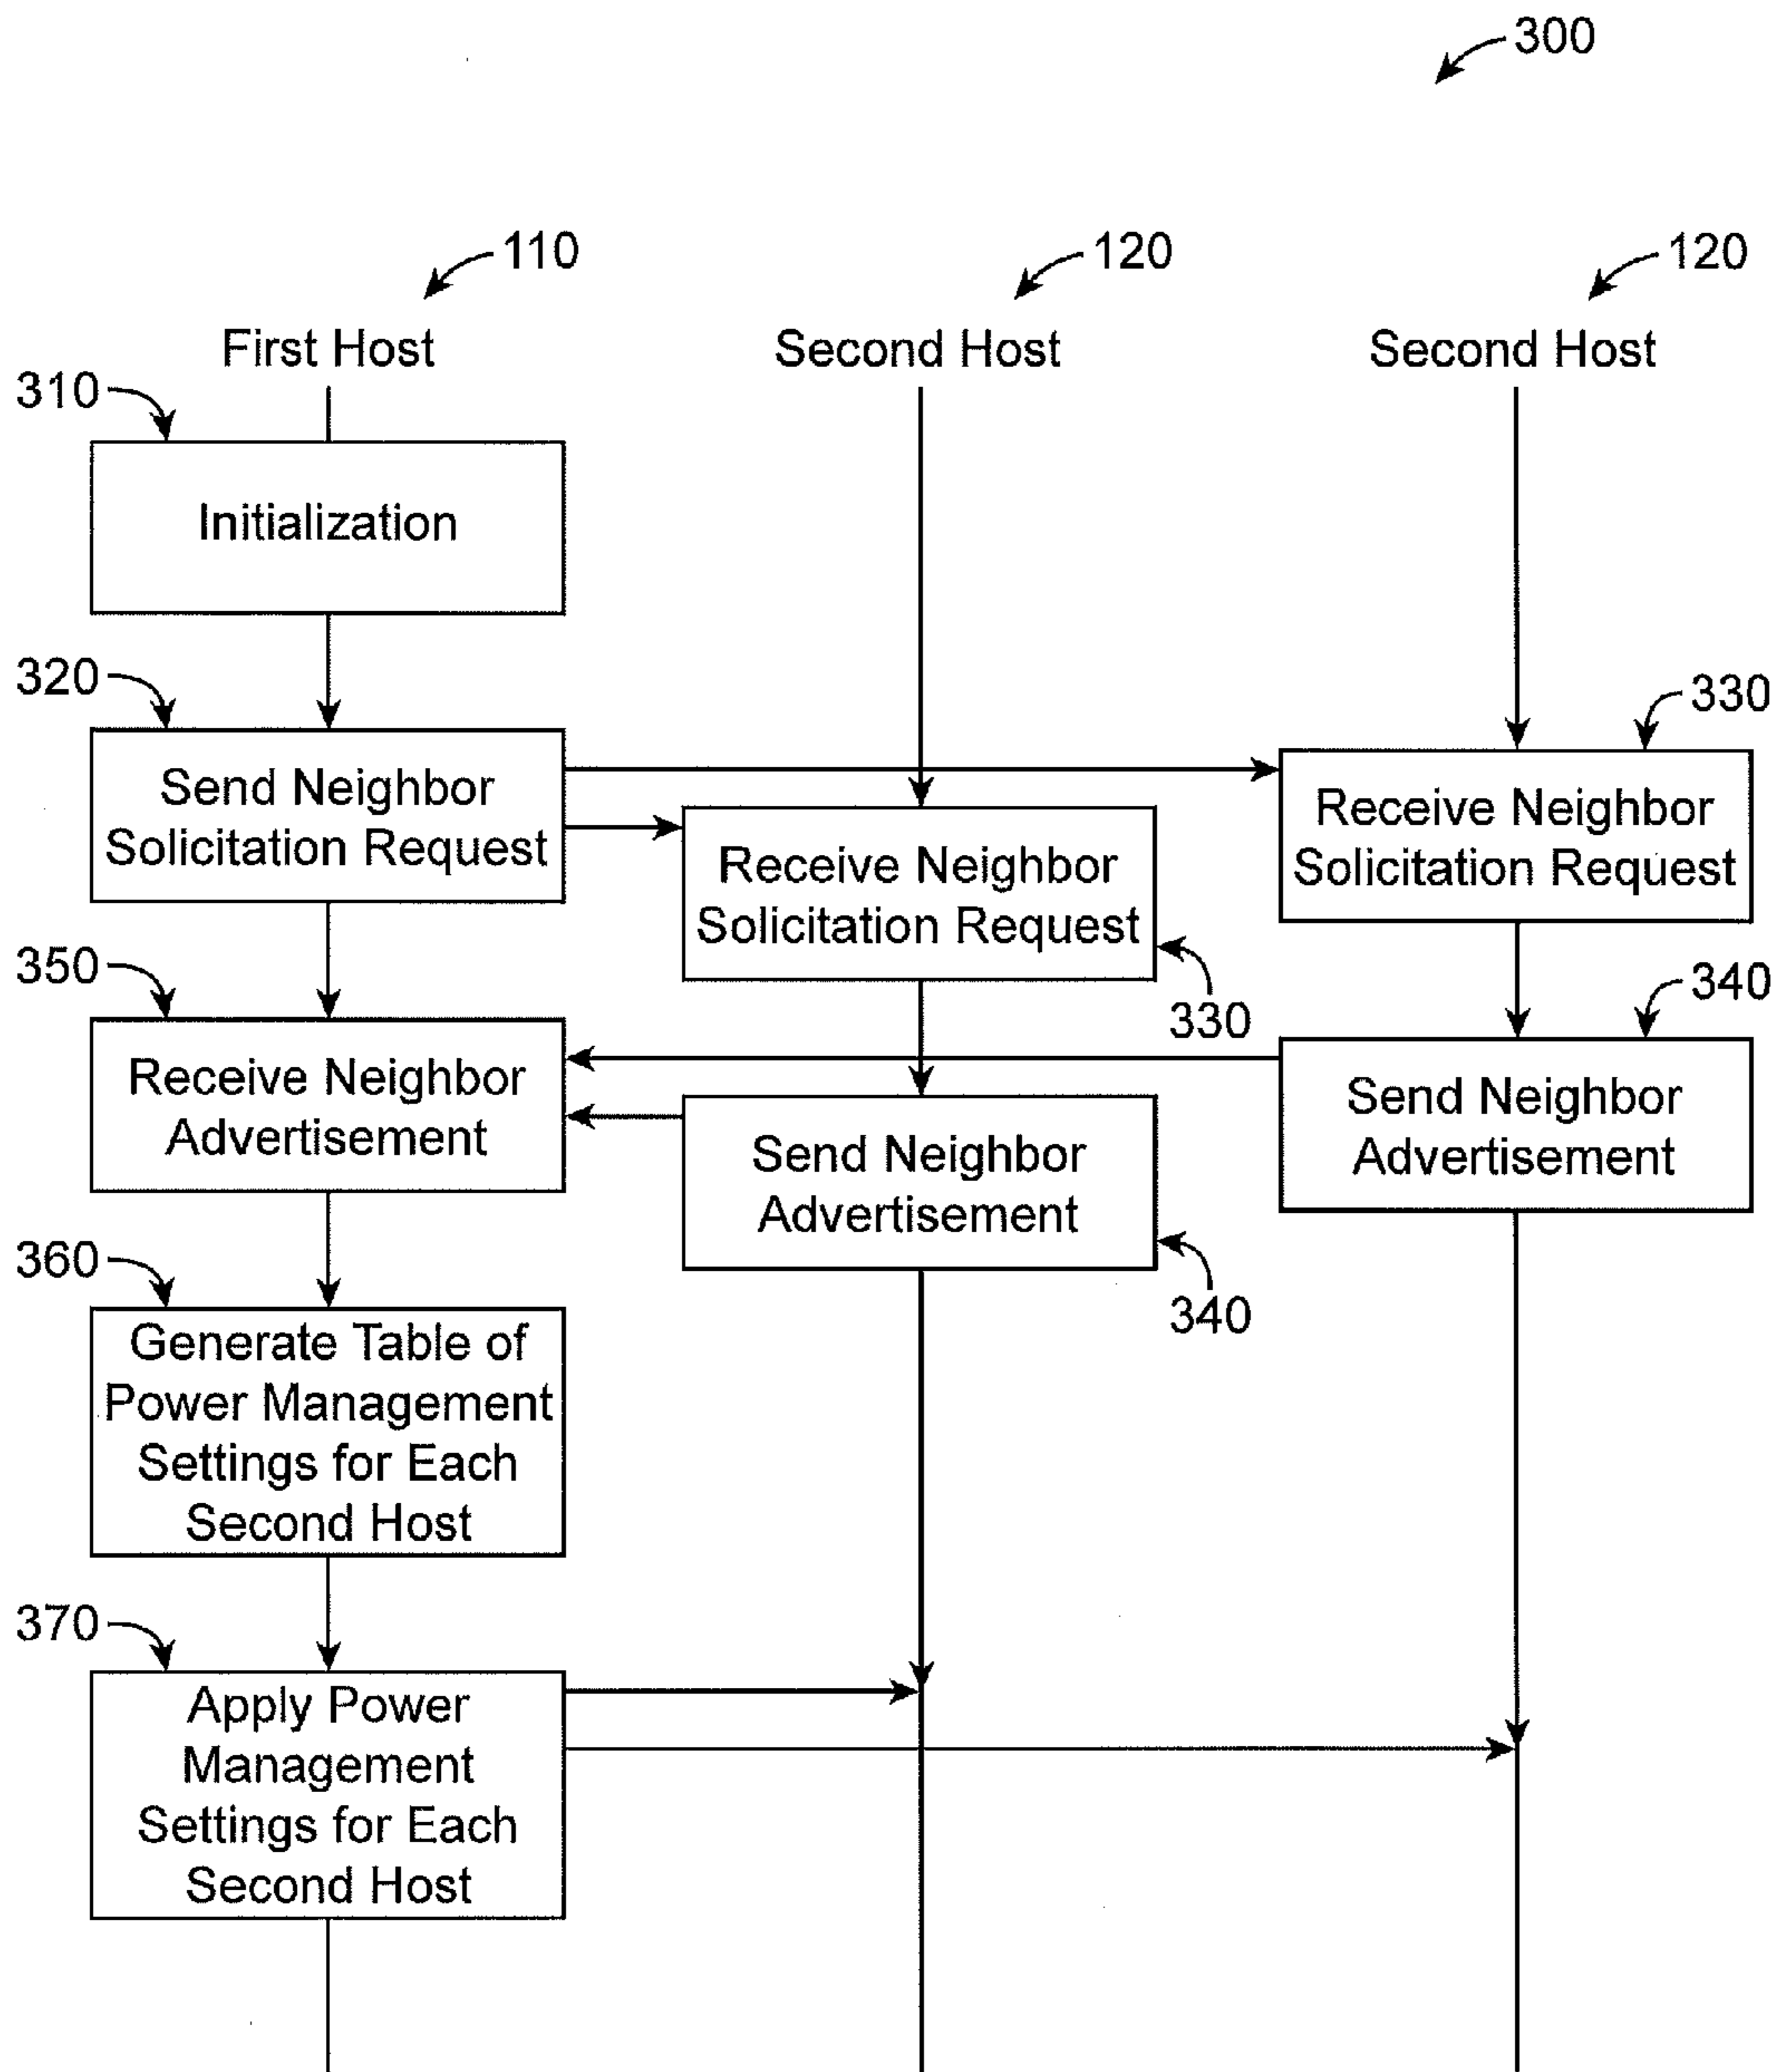 300
110
120
120
First Host
Second Host
Second Host
310
Initialization
320
330
Send Neighbor
Solicitation Request
Receive Neighbor
Solicitation Request
Receive Neighbor
Solicitation Request
350
330
340
Receive Neighbor
Advertisement
Send Neighbor
Advertisement
Send Neighbor
Advertisement
360
340
Generate Table of
Power Management
Settings for Each
Second Host
370
Apply Power
Management
Settings for Each
Second Host